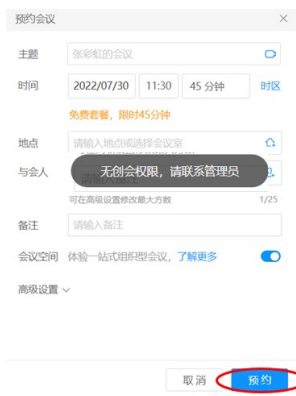 预约会议
主题 张彩虹的会议
时间 2022/07/30 11:30 45 分钟 时区
免费套餐，限时45分钟
地点 请输入地点或选择会议室
与会人
无创会权限，请联系管理员
可在高级设置修改最大方数 1/25
备注 请输入备注
会议空间 体验一站式组织型会议，了解更多
高级设置
取消 预约